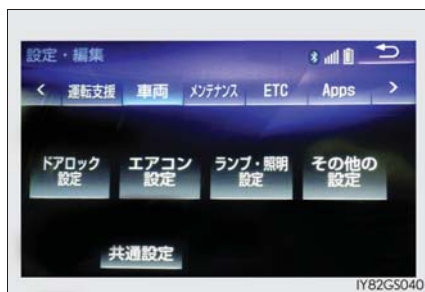 設定・編集
< 運転支援 車両 メンテナンス ETC Apps >
ドアロック エアコン ランプ・照明 その他の
設定 設定 設定 設定
共通設定
IY82GS040